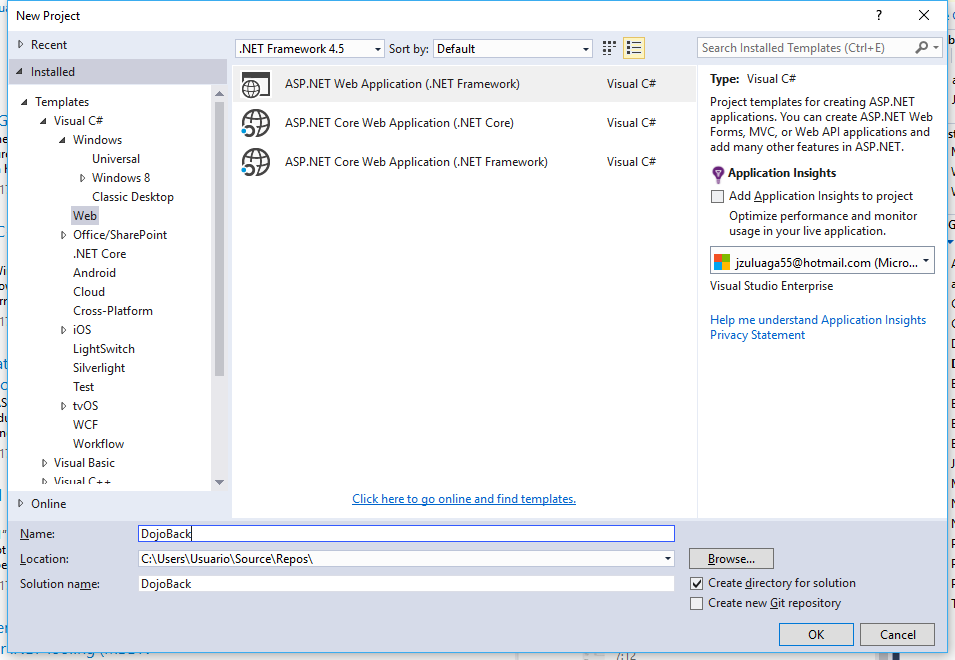 New Project
?
Recent
.NET Framework 4.5
Sort by:
Default
Search Installed Templates (Ctrl+E)
Installed
Templates
Visual C#
Windows
Universal
Windows 8
Classic Desktop
Web
Office/SharePoint
.NET Core
Android
Cloud
Cross-Platform
iOS
LightSwitch
Silverlight
Test
tvOS
WCF
Workflow
Visual Basic
Visual C++
Online
ASP.NET Web Application (.NET Framework) Visual C#
ASP.NET Core Web Application (.NET Core) Visual C#
ASP.NET Core Web Application (.NET Framework) Visual C#
Click here to go online and find templates.
Type: Visual C#
Project templates for creating ASP.NET
applications. You can create ASP.NET Web
Forms, MVC, or Web API applications and
add many other features in ASP.NET.
Application Insights
Add Application Insights to project
Optimize performance and monitor
usage in your live application.
jzuluaga55@hotmail.com (Micro...
Visual Studio Enterprise
Help me understand Application Insights
Privacy Statement
Name: DojoBack
Location: C:\Users\Usuario\Source\Repos\
Browse...
Solution name: DojoBack
Create directory for solution
Create new Git repository
OK
Cancel
7:12